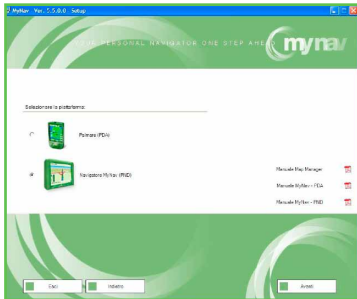 MyNav Ver. 5.5.0.0 Setup
PERSONAL NAVIGATOR ONE STEP AHEAD
mynav
Selezionare la piattaforma:
Palmare (PDA)
Navigatore MyNav (PND)
Manuale Map Manager
Manuale MyNav - PDA
Manuale MyNav - PND
Esci
Indietro
Avanti